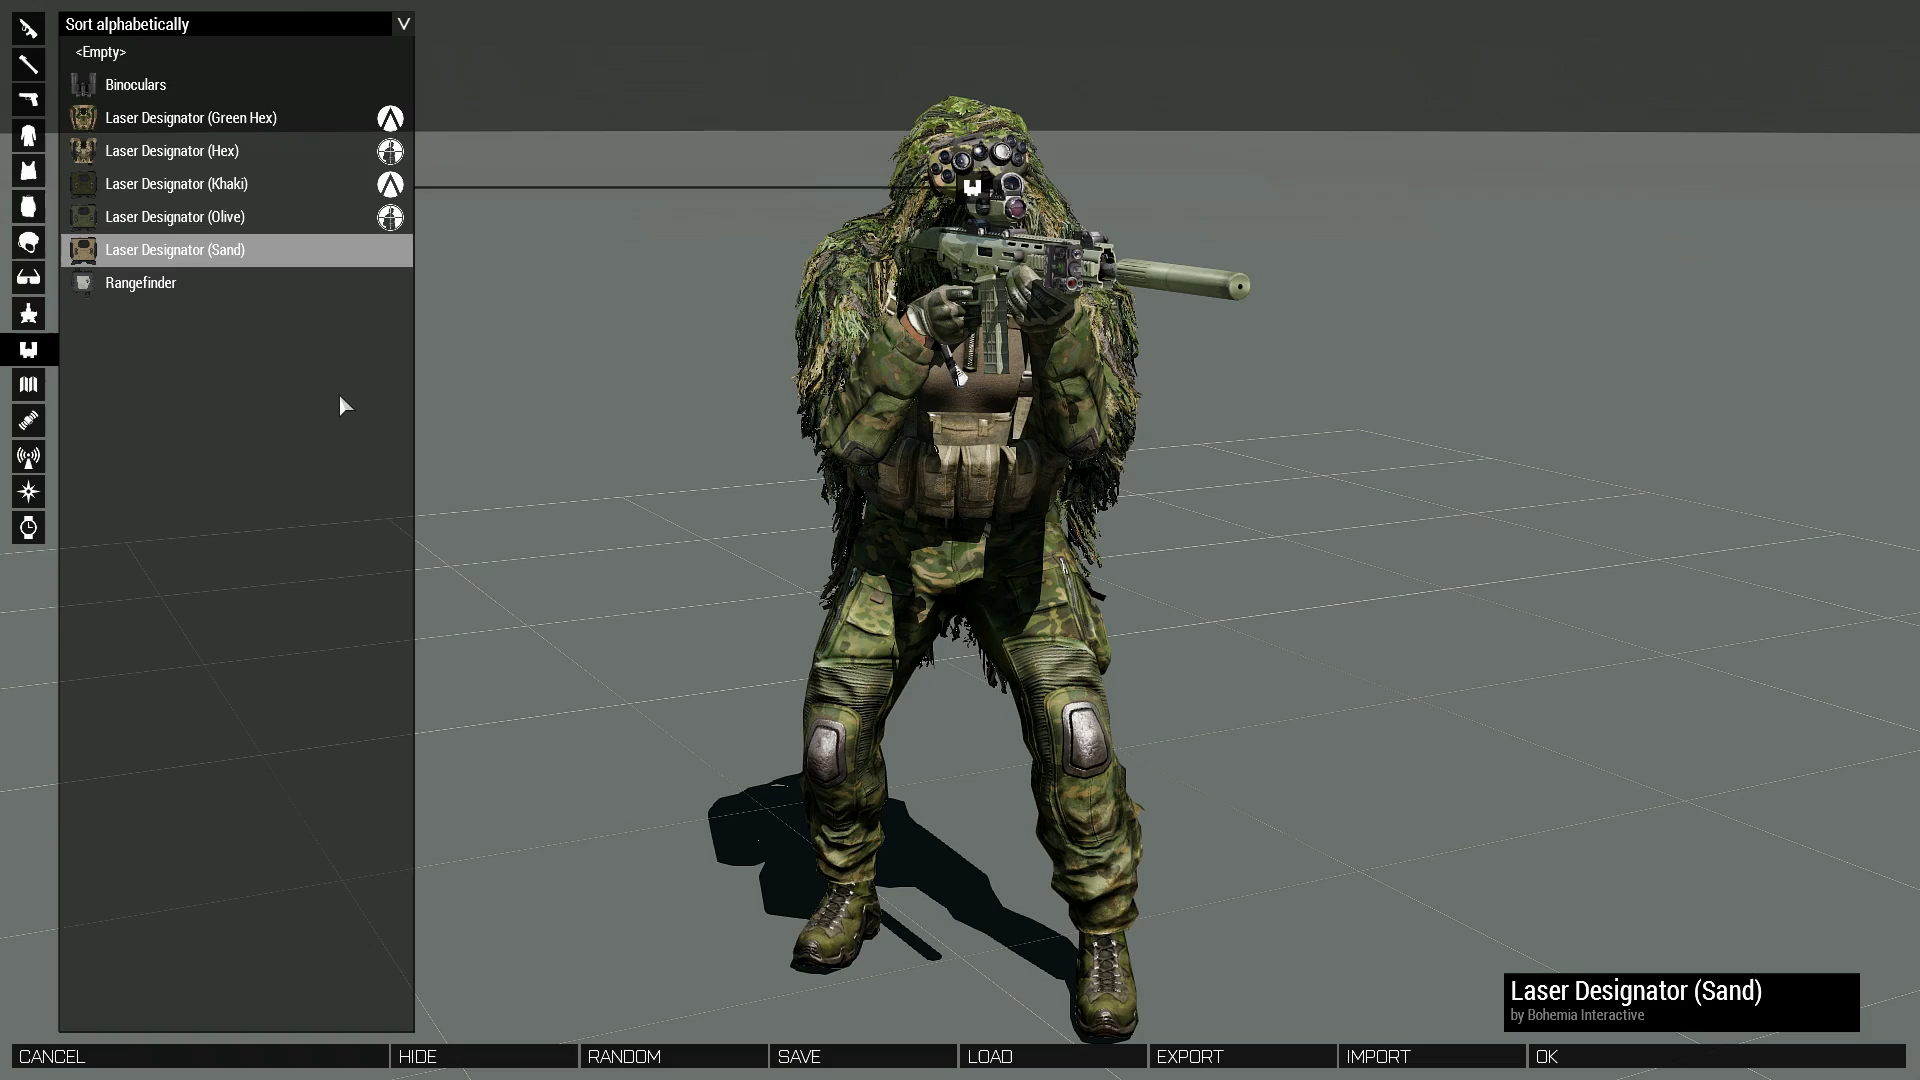 Sort alphabetically
<Empty>
Binoculars
Laser Designator (Green Hex)
Laser Designator (Hex)
Laser Designator (Khaki)
Laser Designator (Olive)
Laser Designator (Sand)
Rangefinder
Laser Designator (Sand)
by Bohemia Interactive
CANCEL
HIDE
RANDOM
SAVE
LOAD
EXPORT
IMPORT
OK